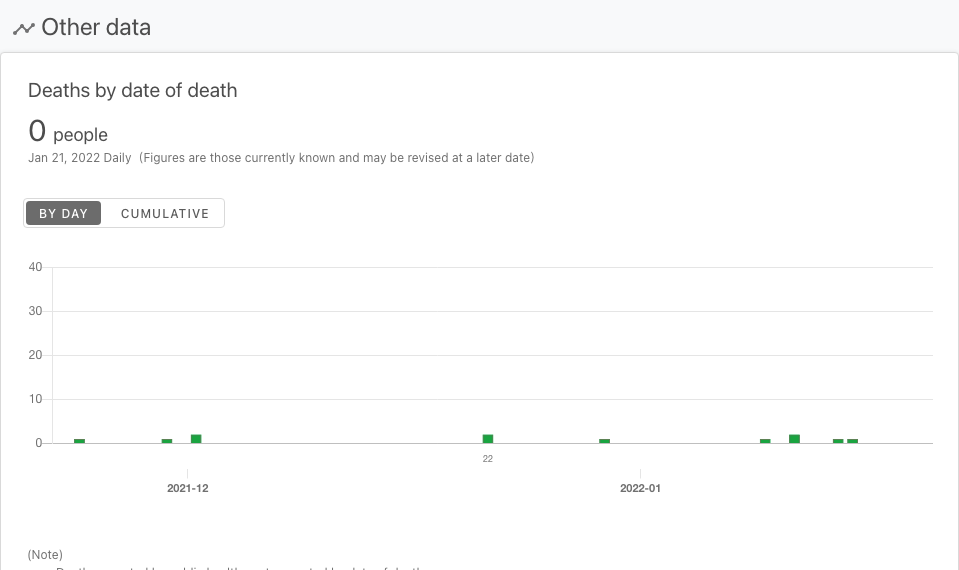 Other data
Deaths by date of death
0 people
Jan 21, 2022 Daily (Figures are those currently known and may be revised at a later date)
BY DAY CUMULATIVE
40
30
20
10
0
22
2021-12 2022-01
(Note)